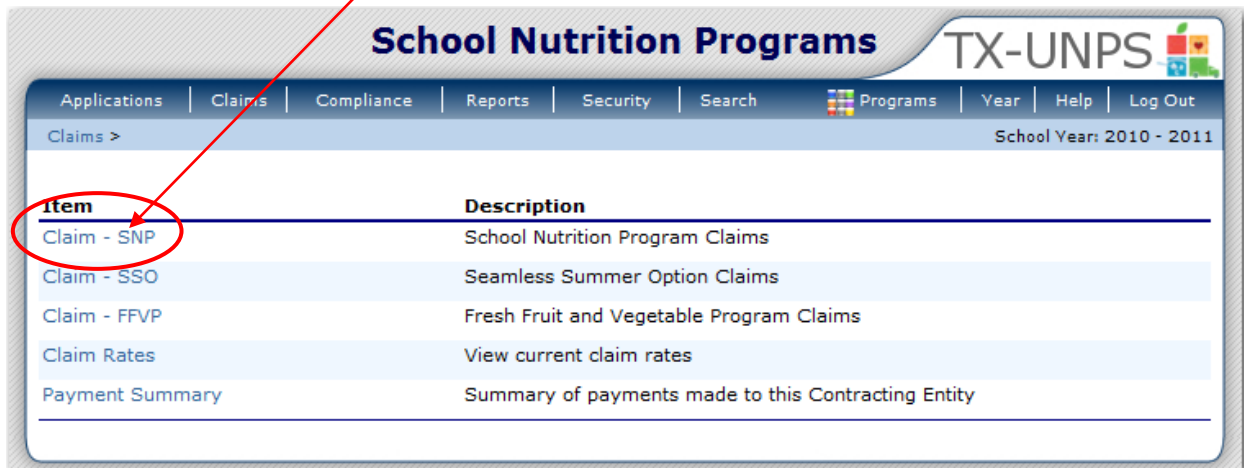 School Nutrition Programs TX-UNPS
Applications Claims Compliance Reports Security Search Programs Year Help Log Out
Claims > School Year: 2010 - 2011
Item Description
Claim - SNP School Nutrition Program Claims
Claim - SSO Seamless Summer Option Claims
Claim - FFVP Fresh Fruit and Vegetable Program Claims
Claim Rates View current claim rates
Payment Summary Summary of payments made to this Contracting Entity